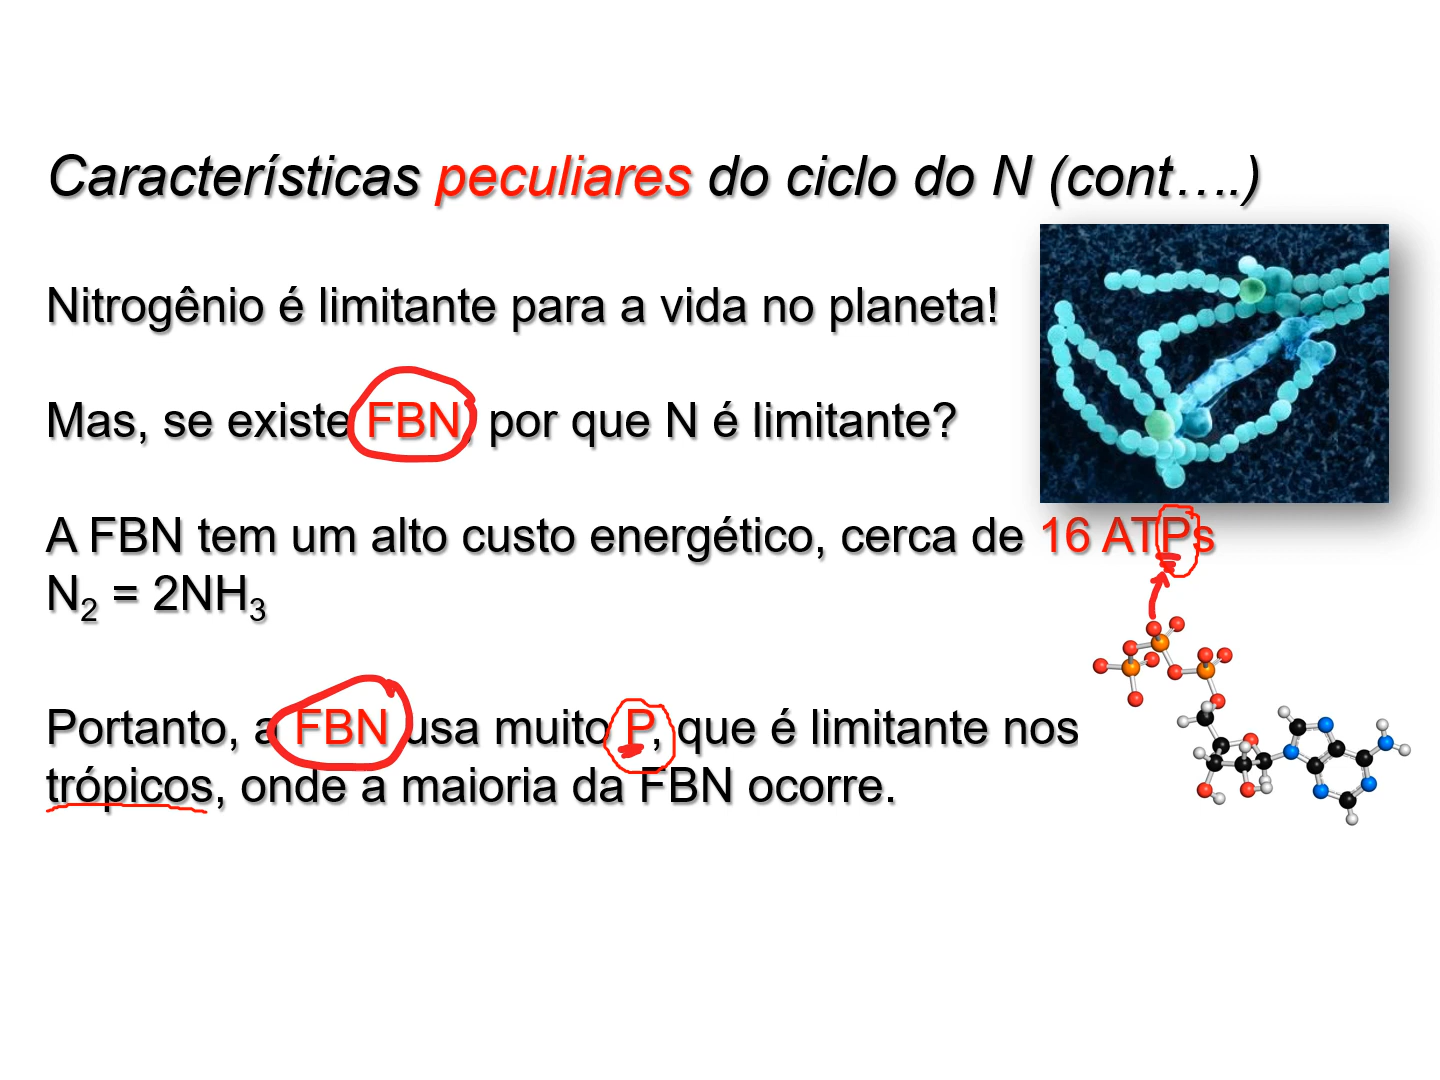 Características peculiares do ciclo do N (cont….)
Nitrogênio é limitante para a vida no planeta!
Mas, se existe FBN, por que N é limitante?
A FBN tem um alto custo energético, cerca de 16 ATPs
N₂ = 2NH₃
Portanto, a FBN usa muito P, que é limitante nos
trópicos, onde a maioria da FBN ocorre.